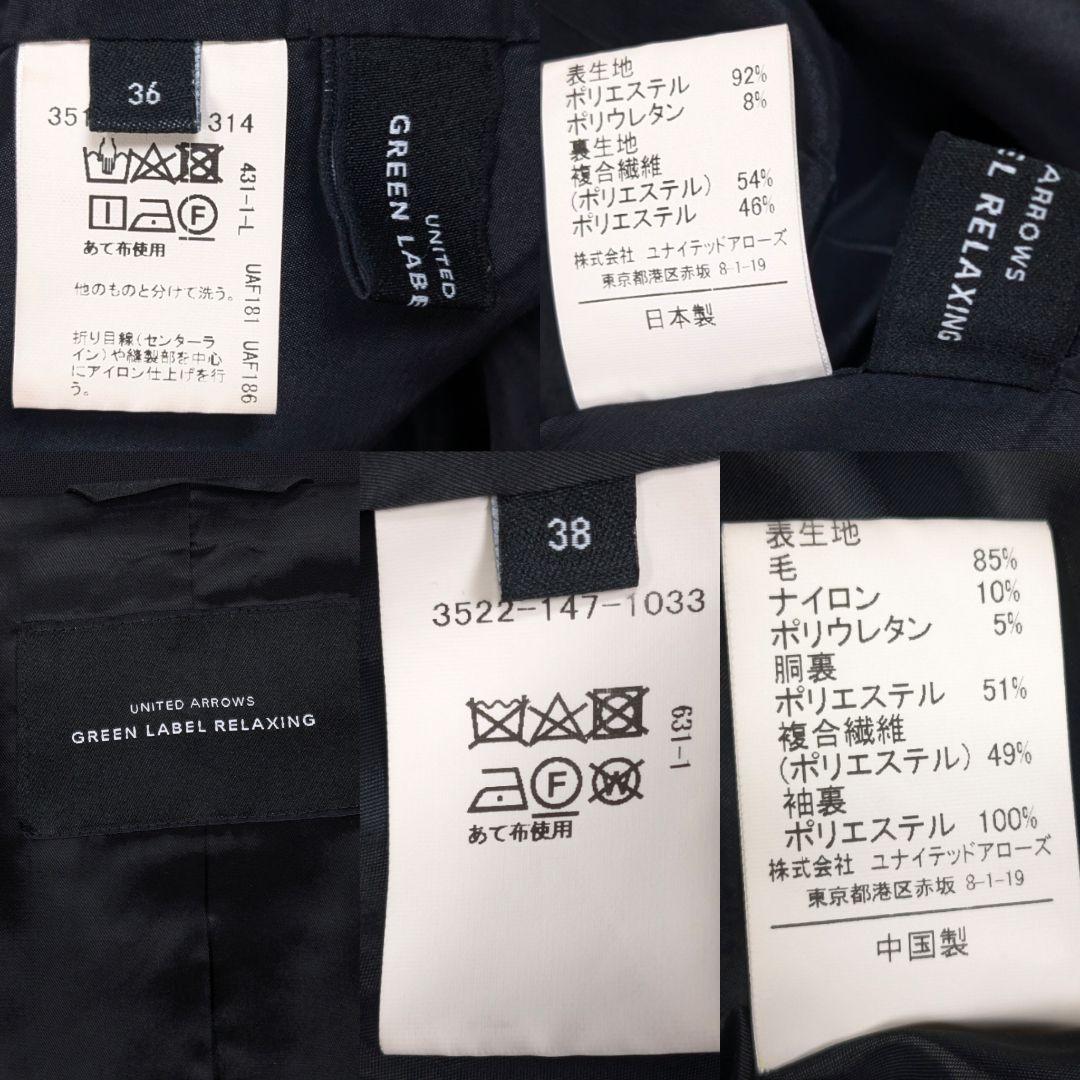 36
351 314
あて布使用
他のものと分けて洗う。
折り目線(センターラ
イン)や縫製部を中心
にアイロン仕上げを行
う。
431-1-L
UAF181 UAF186
UNITED
GREEN LABE
表生地
ポリエステル 92%
ポリウレタン 8%
裏生地
複合繊維
(ポリエステル) 54%
ポリエステル 46%
株式会社 ユナイテッドアローズ
東京都港区赤坂 8-1-19
日本製
ARROWS
EL RELAXING
UNITED ARROWS
GREEN LABEL RELAXING
38
3522-147-1033
631-1
F
W
あて布使用
表生地
毛 85%
ナイロン 10%
ポリウレタン 5%
胴裏
ポリエステル 51%
複合繊維
(ポリエステル) 49%
袖裏
ポリエステル 100%
株式会社 ユナイテッドアローズ
東京都港区赤坂 8-1-19
中国製